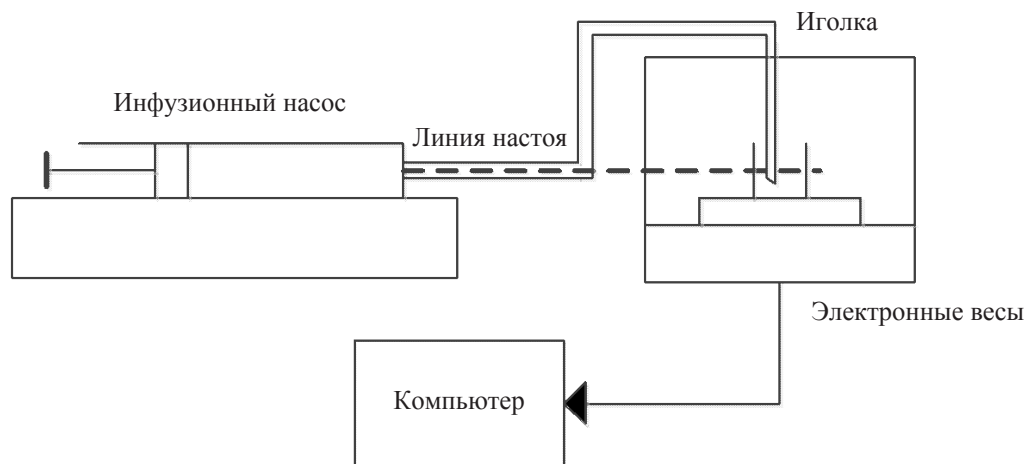 Иголка
Инфузионный насос
Линия настоя
Электронные весы
Компьютер